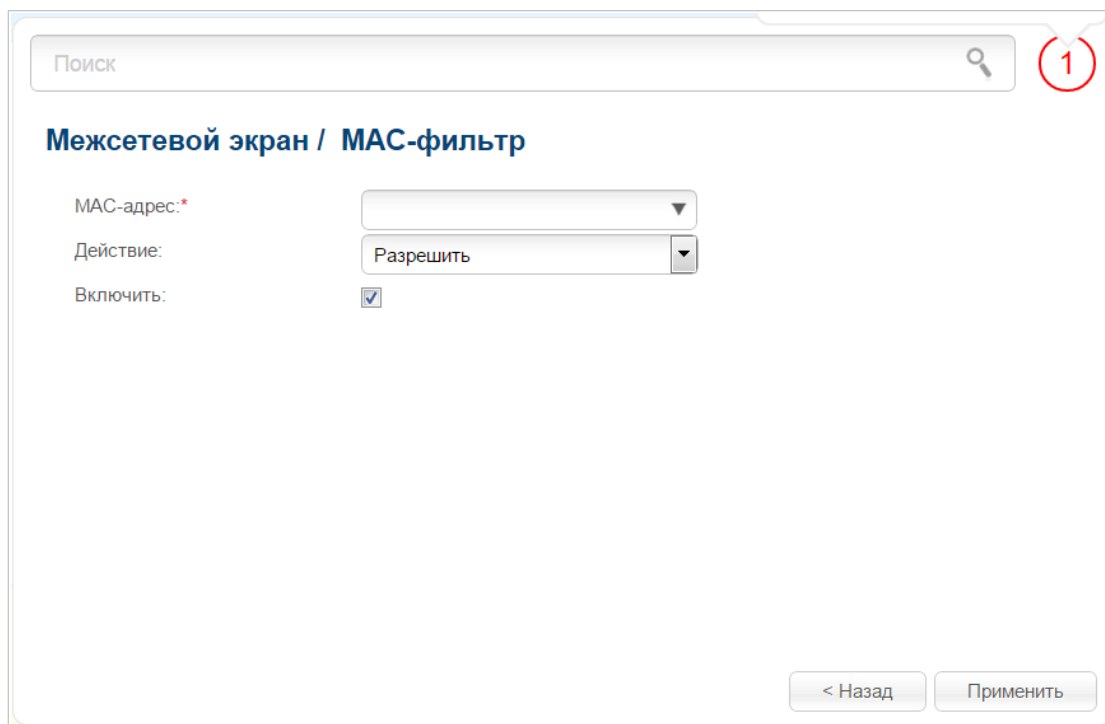 Поиск
1
Межсетевой экран / MAC-фильтр
MAC-адрес:*
Действие:
Разрешить
Включить:
< Назад
Применить